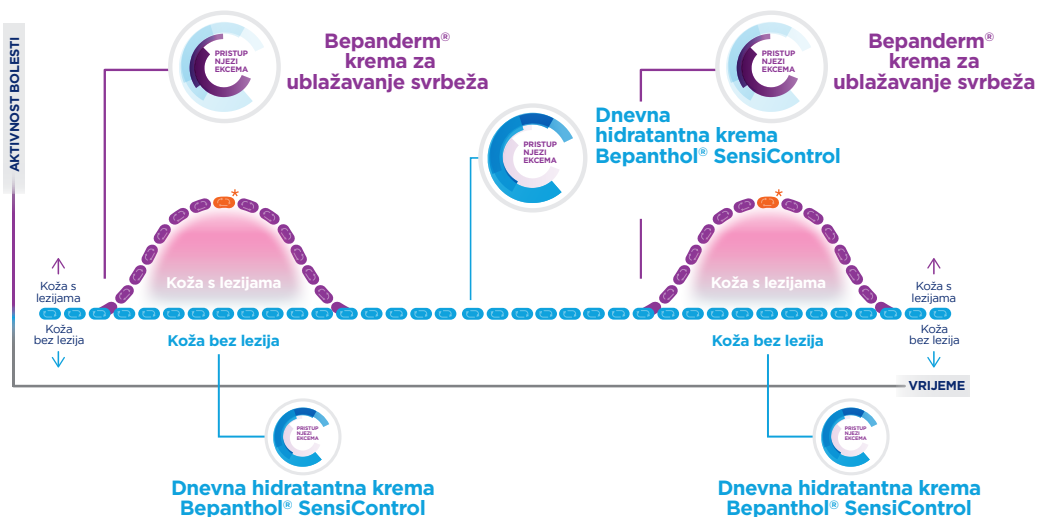 AKTIVNOST BOLESTI
PRISTUP
NJEZI
EKCEMA
Bepanderm®
krema za
ublažavanje svrbeža
PRISTUP
NJEZI
EKCEMA
Dnevna
hidratantna krema
Bepanthol® SensiControl
PRISTUP
NJEZI
EKCEMA
Bepanderm®
krema za
ublažavanje svrbeža
*
*
Koža s
lezijama
Koža s lezijama
Koža s lezijama
Koža s
lezijama
Koža
bez lezija
Koža bez lezija
Koža bez lezija
Koža
bez lezija
VRIJEME
PRISTUP
NJEZI
EKCEMA
Dnevna hidratantna krema
Bepanthol® SensiControl
PRISTUP
NJEZI
EKCEMA
Dnevna hidratantna krema
Bepanthol® SensiControl